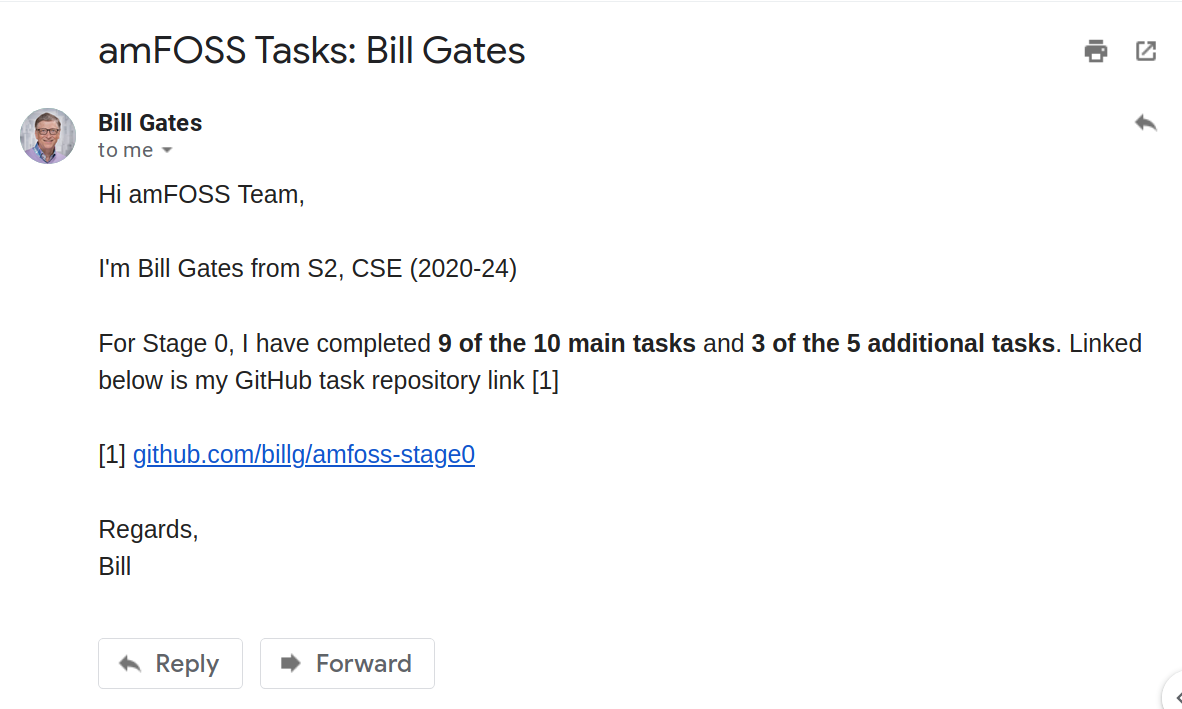 amFOSS Tasks: Bill Gates
Bill Gates
to me
Hi amFOSS Team,
I'm Bill Gates from S2, CSE (2020-24)
For Stage 0, I have completed 9 of the 10 main tasks and 3 of the 5 additional tasks. Linked
below is my GitHub task repository link [1]
[1] github.com/billg/amfoss-stage0
Regards,
Bill
Reply
Forward